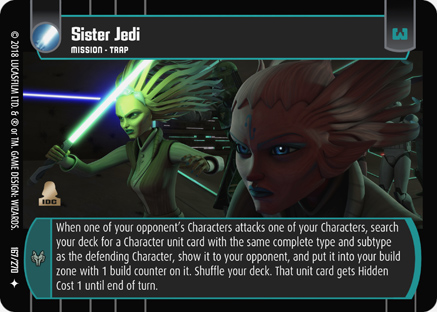 Sister Jedi
MISSION - TRAP
IDC
When one of your opponent's Characters attacks one of your Characters, search
your deck for a Character unit card with the same complete type and subtype
as the defending Character, show it to your opponent, and put it into your build
zone with 1 build counter on it. Shuffle your deck. That unit card gets Hidden
Cost 1 until end of turn.
© 2018 LUCASFILM LTD. & ® or TM. GAME DESIGN: WIZARDS.
167/270